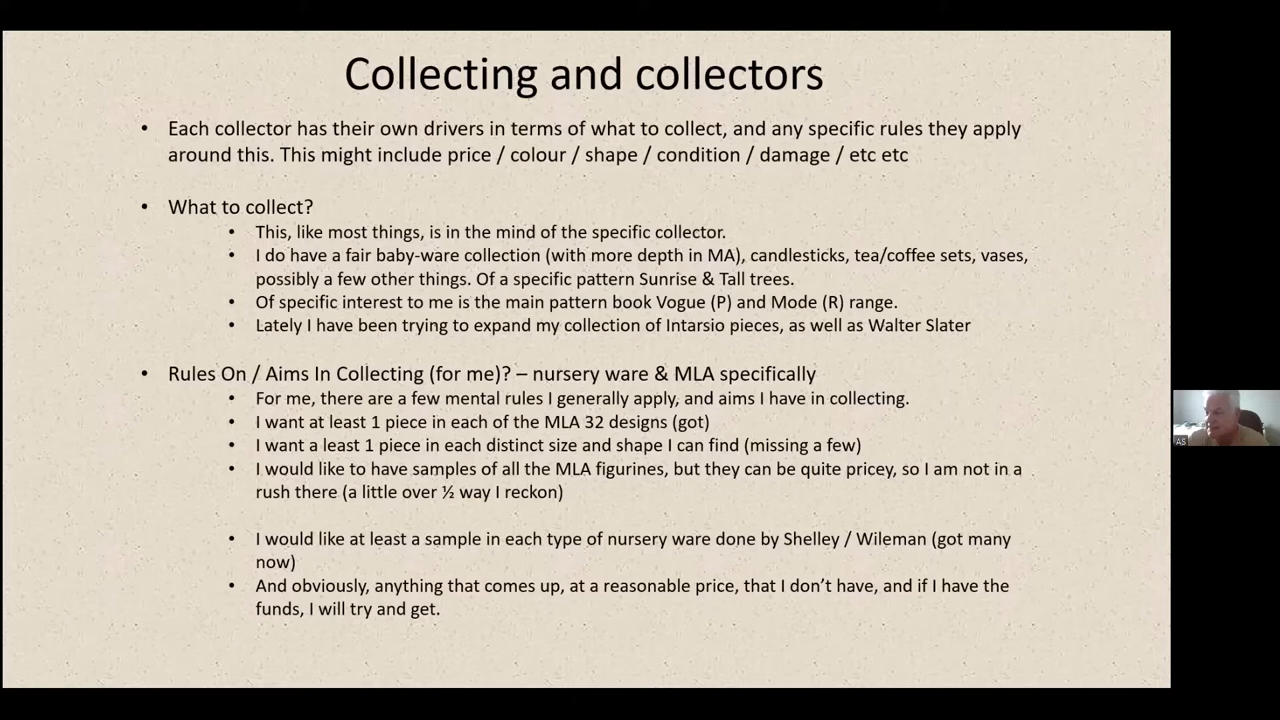 Collecting and collectors
• Each collector has their own drivers in terms of what to collect, and any specific rules they apply
around this. This might include price / colour / shape / condition / damage / etc etc
• What to collect?
• This, like most things, is in the mind of the specific collector.
• I do have a fair baby-ware collection (with more depth in MA), candlesticks, tea/coffee sets, vases,
possibly a few other things. Of a specific pattern Sunrise & Tall trees.
• Of specific interest to me is the main pattern book Vogue (P) and Mode (R) range.
• Lately I have been trying to expand my collection of Intarsio pieces, as well as Walter Slater
• Rules On / Aims In Collecting (for me)? – nursery ware & MLA specifically
• For me, there are a few mental rules I generally apply, and aims I have in collecting.
• I want at least 1 piece in each of the MLA 32 designs (got)
• I want a least 1 piece in each distinct size and shape I can find (missing a few)
• I would like to have samples of all the MLA figurines, but they can be quite pricey, so I am not in a
rush there (a little over ½ way I reckon)
• I would like at least a sample in each type of nursery ware done by Shelley / Wileman (got many
now)
• And obviously, anything that comes up, at a reasonable price, that I don’t have, and if I have the
funds, I will try and get.
AS